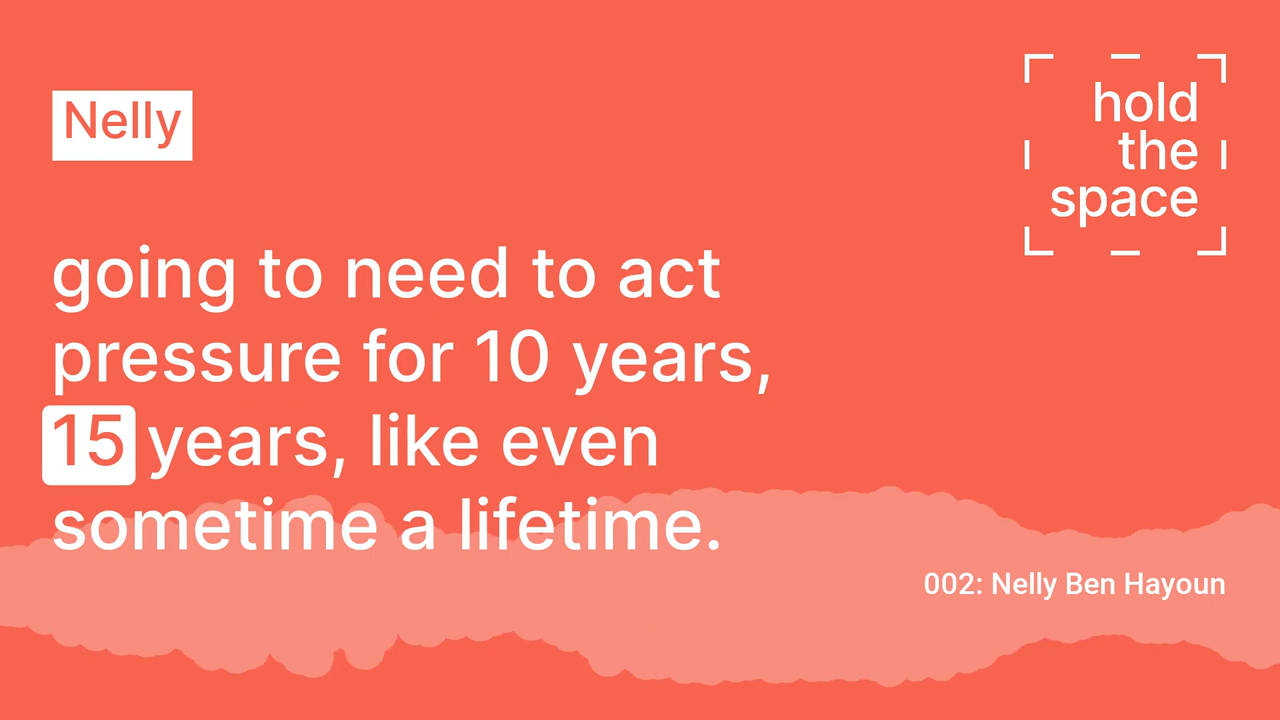 Nelly
hold
the
space
going to need to act
pressure for 10 years,
15 years, like even
sometime a lifetime.
002: Nelly Ben Hayoun